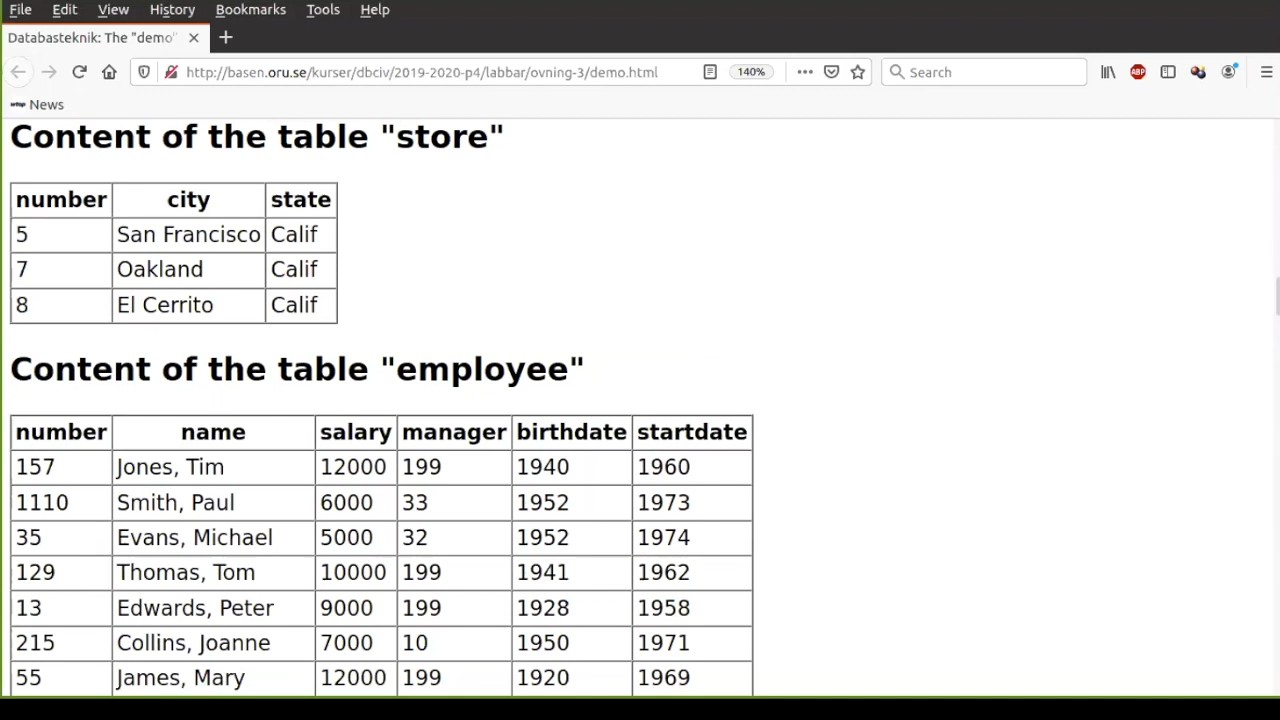 File Edit View History Bookmarks Tools Help
Databasteknik: The "demo"
http://basen.oru.se/kurser/dbciv/2019-2020-p4/labbar/ovning-3/demo.html 140% Search ABP
News
Content of the table "store"
number city state
5 San Francisco Calif
7 Oakland Calif
8 El Cerrito Calif
Content of the table "employee"
number name salary manager birthdate startdate
157 Jones, Tim 12000 199 1940 1960
1110 Smith, Paul 6000 33 1952 1973
35 Evans, Michael 5000 32 1952 1974
129 Thomas, Tom 10000 199 1941 1962
13 Edwards, Peter 9000 199 1928 1958
215 Collins, Joanne 7000 10 1950 1971
55 James, Mary 12000 199 1920 1969